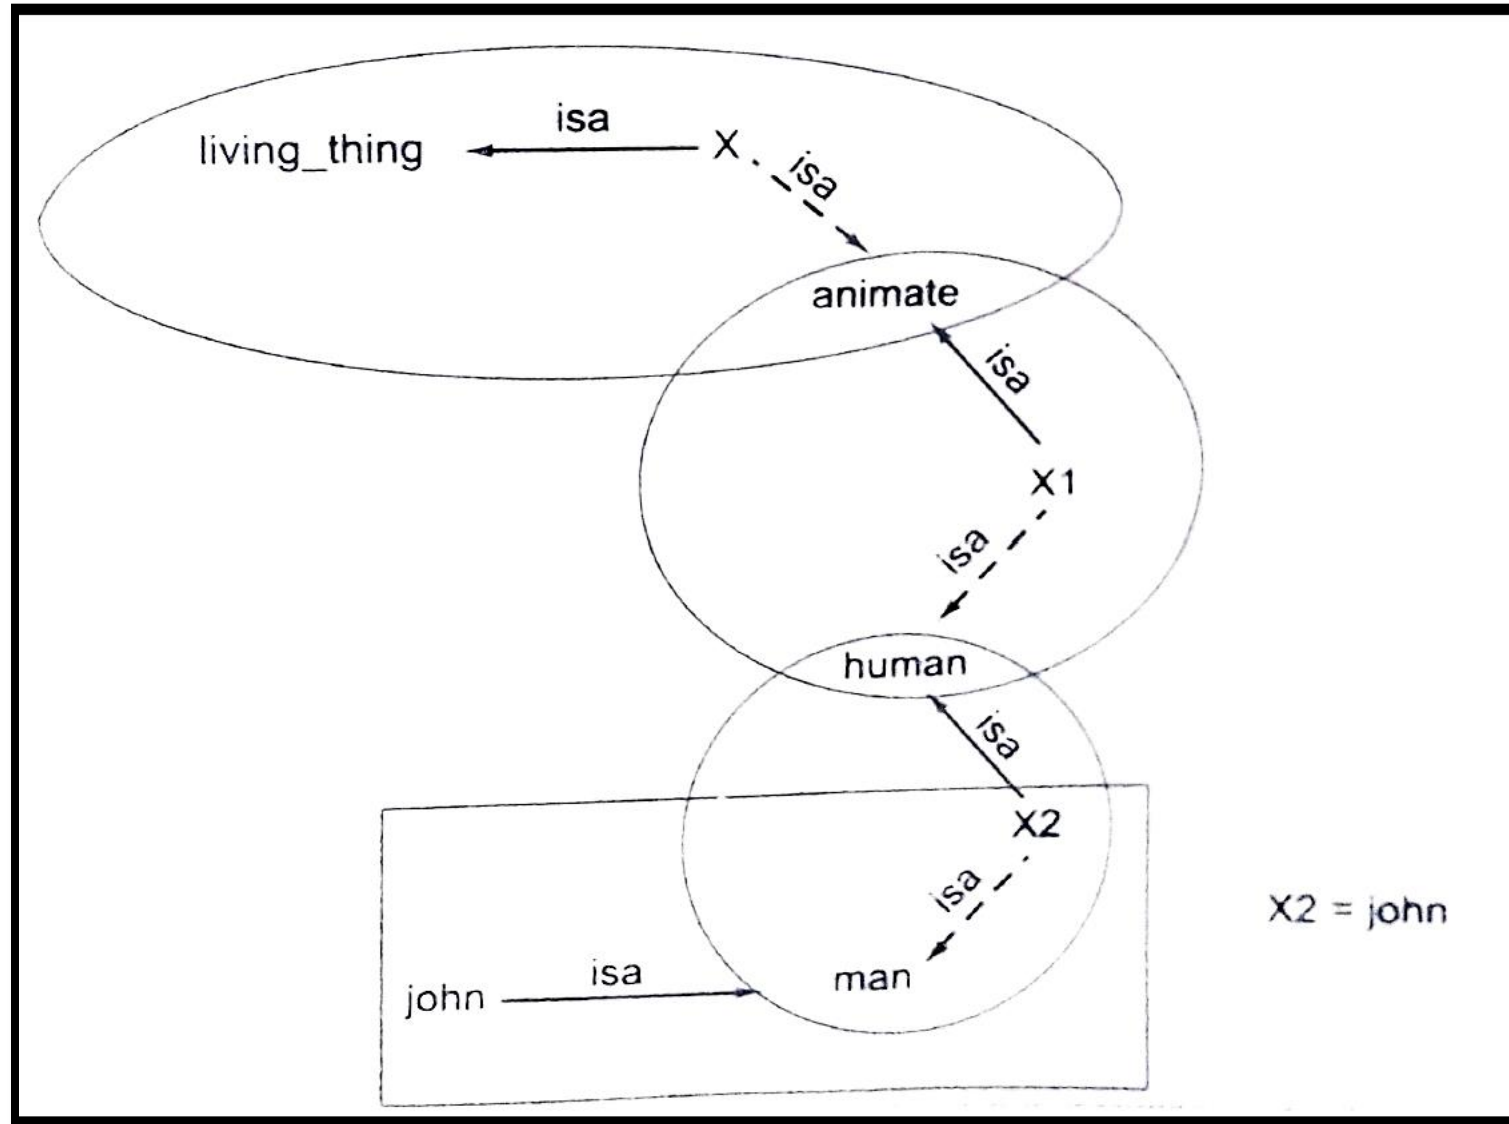 isa
living_thing X isa
animate
isa
X1
isa
human
isa
X2
isa
X2 = john
isa
john man